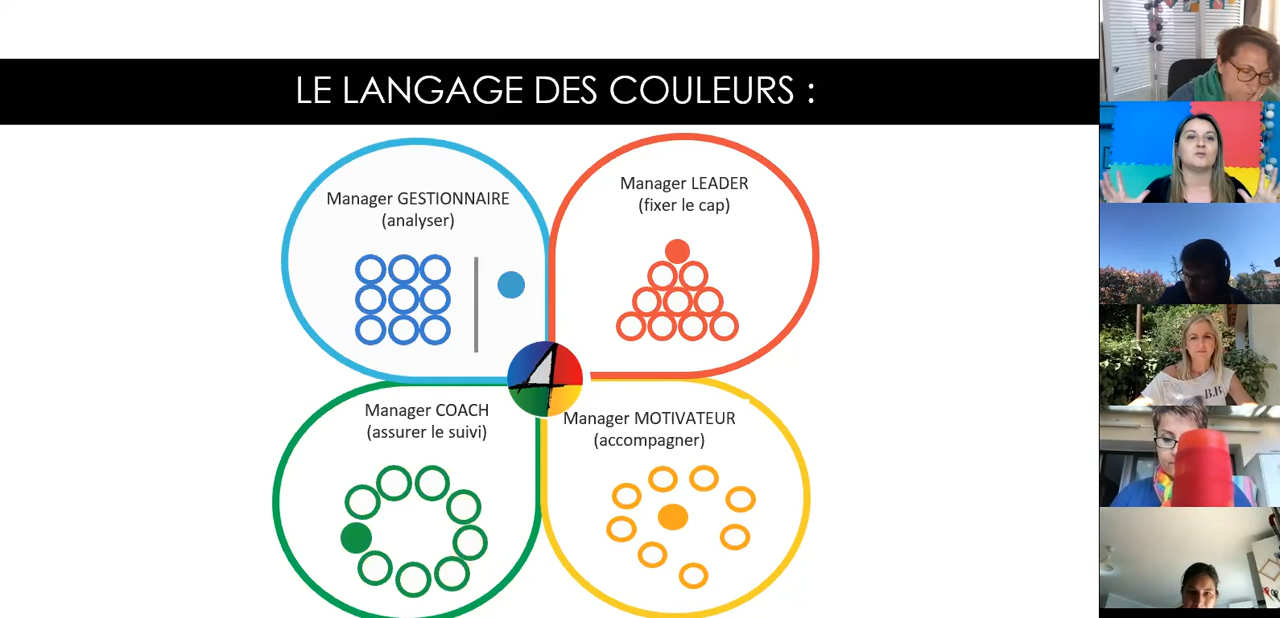 LE LANGAGE DES COULEURS :
Manager GESTIONNAIRE
(analyser)
Manager LEADER
(fixer le cap)
Manager COACH
(assurer le suivi)
Manager MOTIVATEUR
(accompagner)
B.B